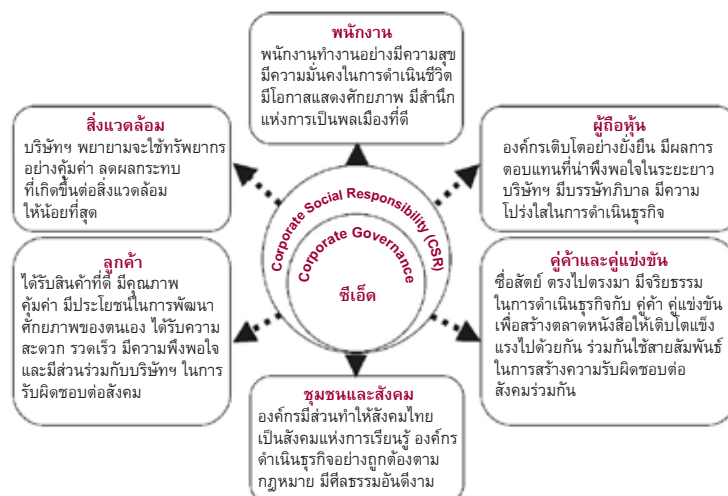 พนักงาน
พนักงานทำงานอย่างมีความสุข
มีความมั่นคงในการดำเนินชีวิต
มีโอกาสแสดงศักยภาพ มีสำนึก
แห่งการเป็นพลเมืองที่ดี
สิ่งแวดล้อม
บริษัทฯ พยายามจะใช้ทรัพยากร
อย่างคุ้มค่า ลดผลกระทบ
ที่เกิดขึ้นต่อสิ่งแวดล้อม
ให้น้อยที่สุด
ผู้ถือหุ้น
องค์กรเติบโตอย่างยั่งยืน มีผลการ
ตอบแทนที่น่าพึงพอใจในระยะยาว
บริษัทฯ มีบรรษัทภิบาล มีความ
โปร่งใสในการดำเนินธุรกิจ
Corporate Social Responsibility (CSR)
Corporate Governance
ซีเอ็ด
ลูกค้า
ได้รับสินค้าที่ดี มีคุณภาพ
คุ้มค่า มีประโยชน์ในการพัฒนา
ศักยภาพของตนเอง ได้รับความ
สะดวก รวดเร็ว มีความพึงพอใจ
และมีส่วนร่วมกับบริษัทฯ ในการ
รับผิดชอบต่อสังคม
คู่ค้าและคู่แข่งขัน
ซื่อสัตย์ ตรงไปตรงมา มีจริยธรรม
ในการดำเนินธุรกิจกับ คู่ค้า คู่แข่งขัน
เพื่อสร้างตลาดหนังสือให้เติบโตแข็ง
แรงไปด้วยกัน ร่วมกันใช้สายสัมพันธ์
ในการสร้างความรับผิดชอบต่อ
สังคมร่วมกัน
ชุมชนและสังคม
องค์กรมีส่วนทำให้สังคมไทย
เป็นสังคมแห่งการเรียนรู้ องค์กร
ดำเนินธุรกิจอย่างถูกต้องตาม
กฎหมาย มีศีลธรรมอันดีงาม